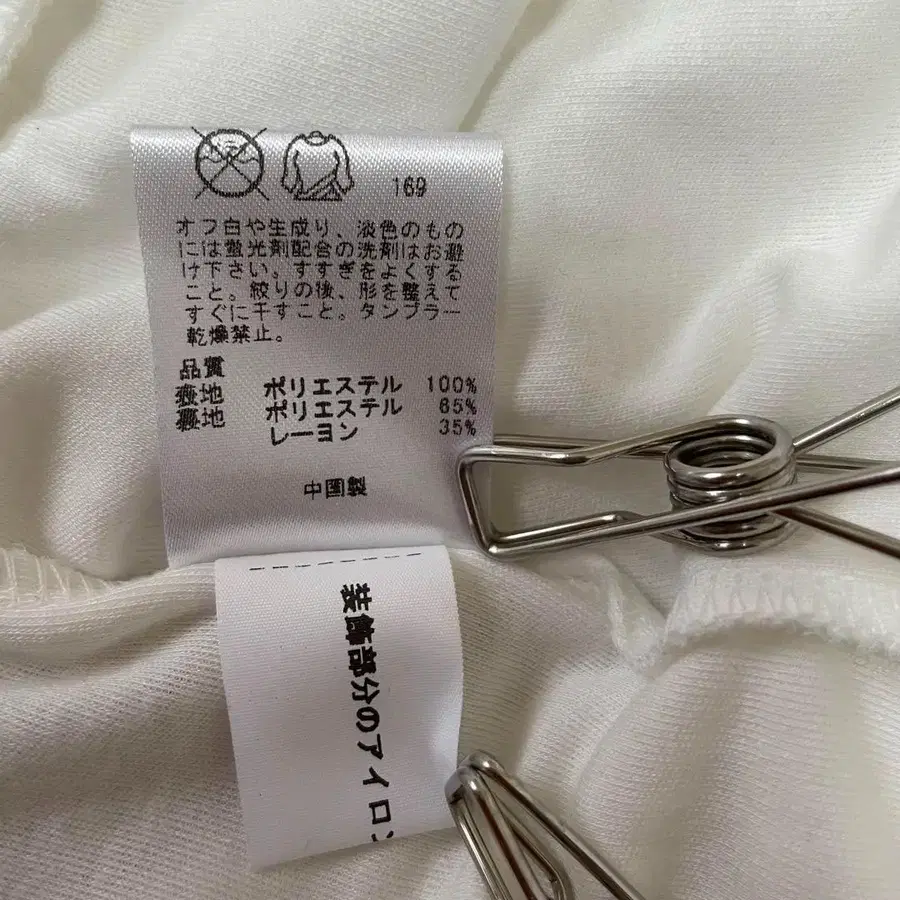 169
オフ白や生成り、淡色のもの
には蛍光剤配合の洗剤はお避
け下さい。すすぎをよくする
こと。絞りの後、形を整えて
すぐに干すこと。タンブラー
乾燥禁止。
品質
表地 ポリエステル 100%
裏地 ポリエステル 65%
レーヨン 35%
中国製
装飾部分のアイロン